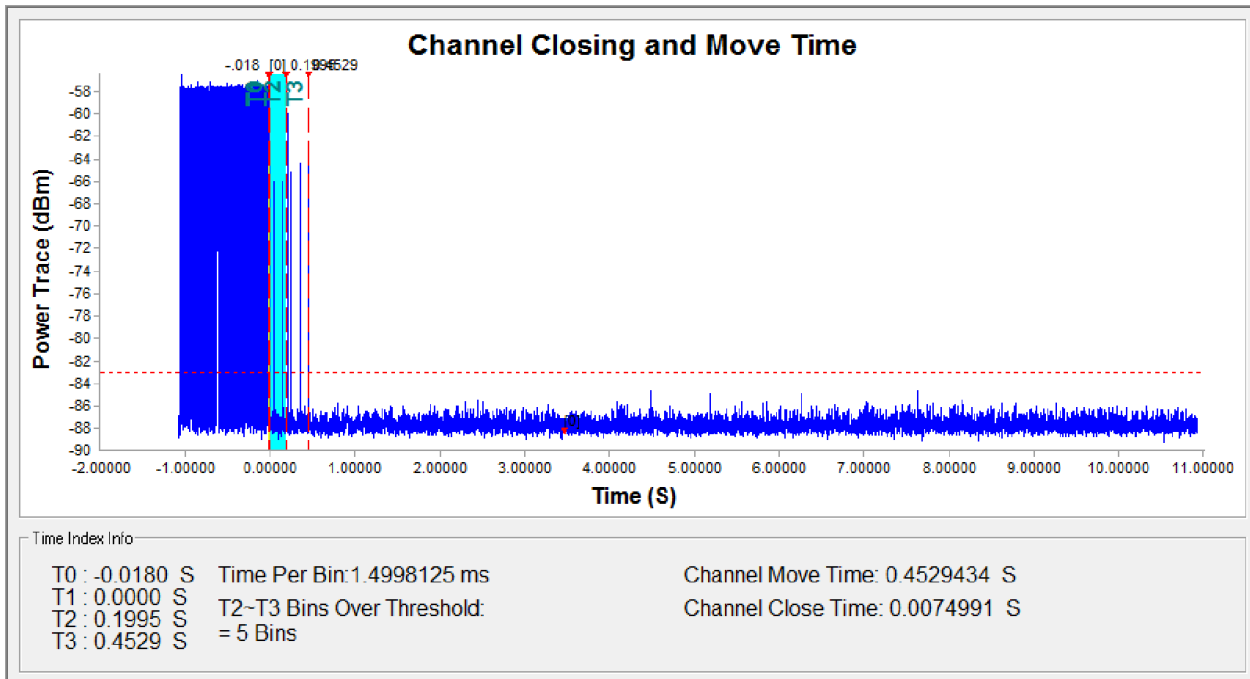 Channel Closing and Move Time
-.018 [0] 0.1995 0.4529
T0 T2 T3
Power Trace (dBm)
-58
-60
-62
-64
-66
-68
-70
-72
-74
-76
-78
-80
-82
-84
-86
-88
-90
[0]
-2.00000 -1.00000 0.00000 1.00000 2.00000 3.00000 4.00000 5.00000 6.00000 7.00000 8.00000 9.00000 10.00000 11.00000
Time (S)
Time Index Info
T0 : -0.0180 S Time Per Bin:1.4998125 ms Channel Move Time: 0.4529434 S
T1 : 0.0000 S
T2 : 0.1995 S T2~T3 Bins Over Threshold: Channel Close Time: 0.0074991 S
T3 : 0.4529 S = 5 Bins